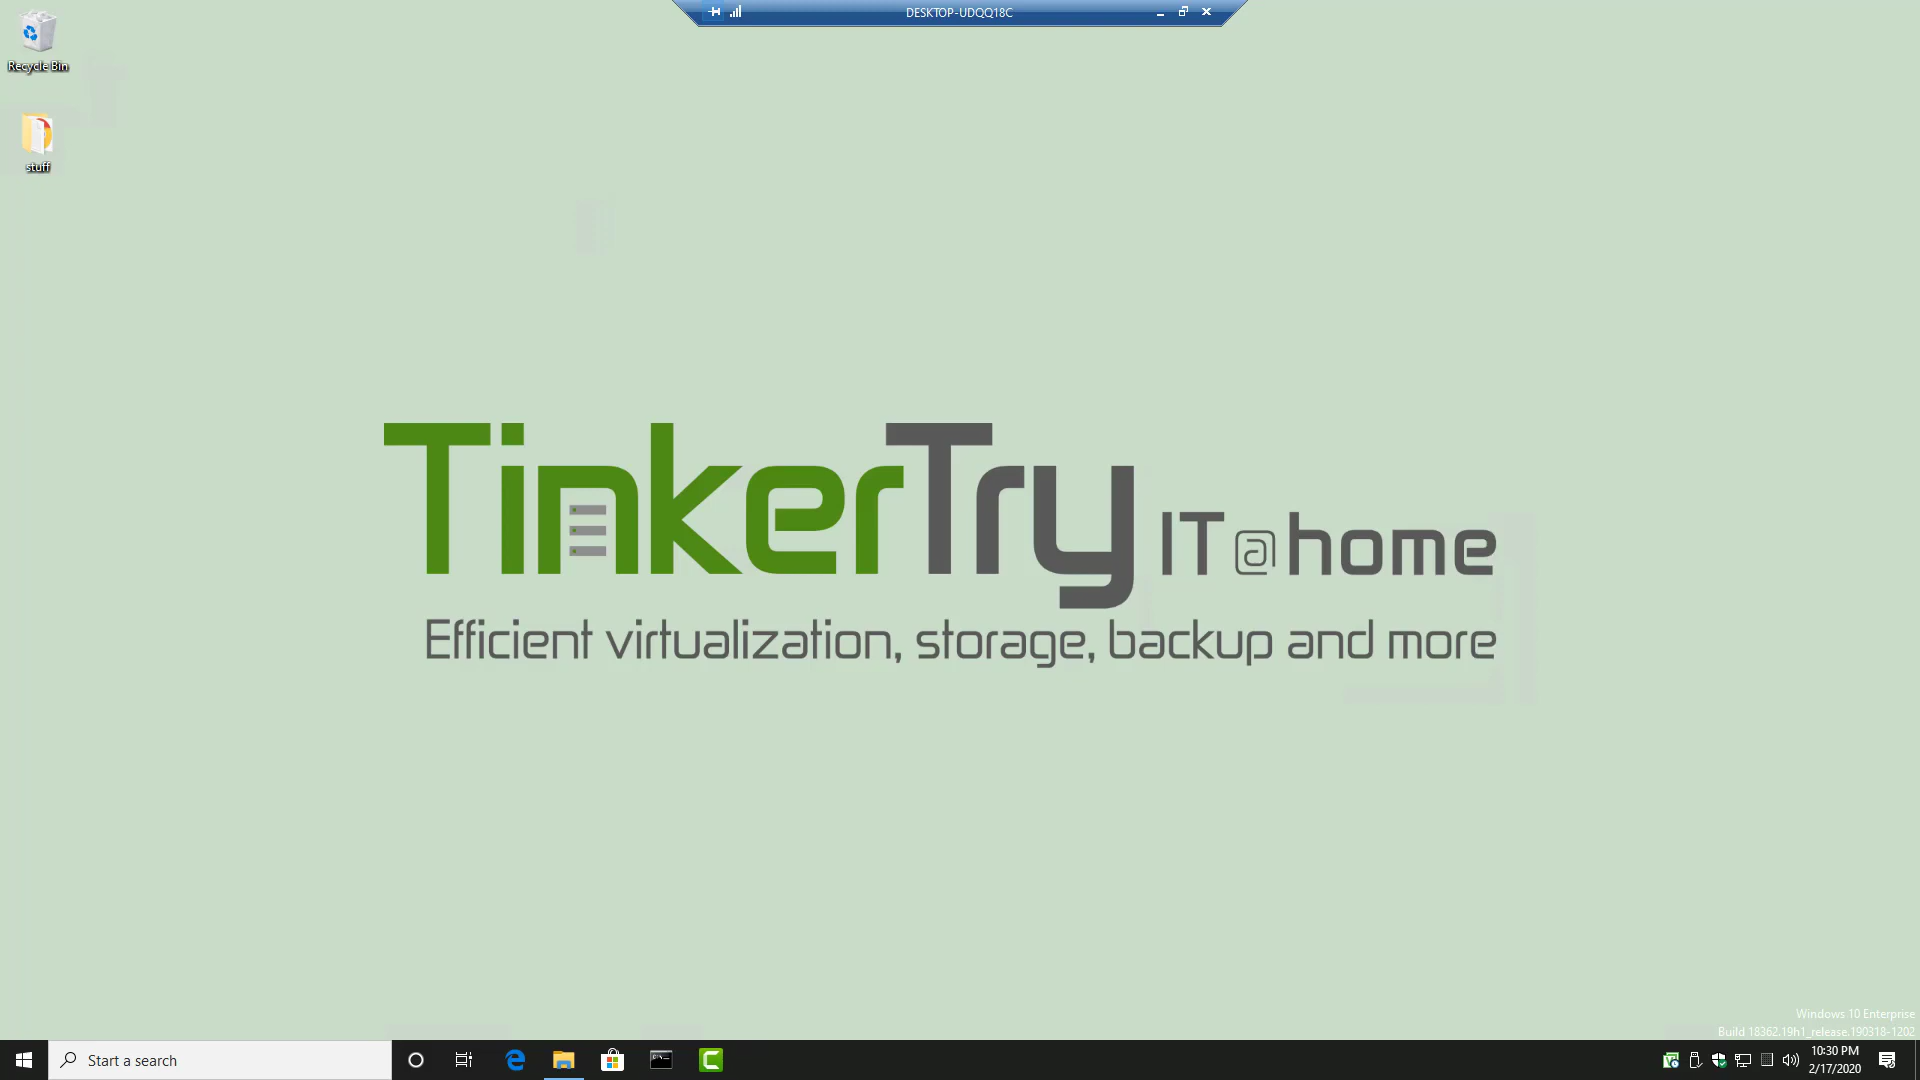 DESKTOP-UDQQ18C
Recycle Bin
stuff
TinkerTry IT@home
Efficient virtualization, storage, backup and more
Windows 10 Enterprise
Build 18362.19h1_release.190318-1202
Start a search
10:30 PM
2/17/2020